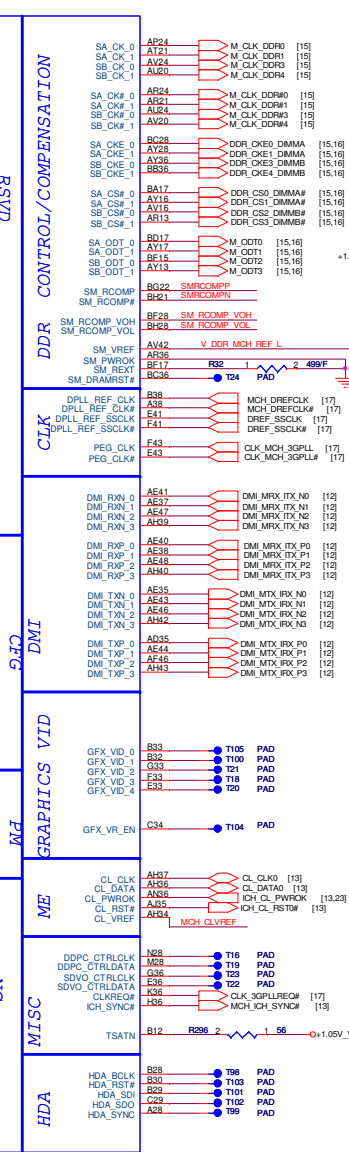 SA_CK_0 AP24 M_CLK_DDR0 [15]
SA_CK_1 AT21 M_CLK_DDR1 [15]
SB_CK_0 AV24 M_CLK_DDR3 [15]
SB_CK_1 AU20 M_CLK_DDR4 [15]
SA_CK#_0 AR24 M_CLK_DDR#0 [15]
SA_CK#_1 AR21 M_CLK_DDR#1 [15]
SB_CK#_0 AU24 M_CLK_DDR#3 [15]
SB_CK#_1 AV20 M_CLK_DDR#4 [15]
SA_CKE_0 BC28 DDR_CKE0_DIMMA [15,16]
SA_CKE_1 AY28 DDR_CKE1_DIMMA [15,16]
SB_CKE_0 AY36 DDR_CKE3_DIMMB [15,16]
SB_CKE_1 BB36 DDR_CKE4_DIMMB [15,16]
SA_CS#_0 BA17 DDR_CS0_DIMMA# [15,16]
SA_CS#_1 AY16 DDR_CS1_DIMMA# [15,16]
SB_CS#_0 AV16 DDR_CS2_DIMMB# [15,16]
SB_CS#_1 AR13 DDR_CS3_DIMMB# [15,16]
SA_ODT_0 BD17 M_ODT0 [15,16]
SA_ODT_1 AY17 M_ODT1 [15,16]
SB_ODT_0 BF15 M_ODT2 [15,16]
SB_ODT_1 AY13 M_ODT3 [15,16]
+1.
SM_RCOMP BG22 SMRCOMPP
SM_RCOMP# BH21 SMRCOMPN
SM_RCOMP_VOH BF28 SM_RCOMP_VOH
SM_RCOMP_VOL BH28 SM_RCOMP_VOL
SM_VREF AV42 V_DDR_MCH_REF_L
SM_PWROK AR36
SM_REXT BF17 R32 1 2 499/F
SM_DRAMRST# BC36 T24 PAD
DDR CONTROL/COMPENSATION
RSVD
DPLL_REF_CLK B38 MCH_DREFCLK [17]
DPLL_REF_CLK# A38 MCH_DREFCLK# [17]
DPLL_REF_SSCLK E41 DREF_SSCLK [17]
DPLL_REF_SSCLK# F41 DREF_SSCLK# [17]
PEG_CLK F43 CLK_MCH_3GPLL [17]
PEG_CLK# E43 CLK_MCH_3GPLL# [17]
CLK
DMI_RXN_0 AE41 DMI_MRX_ITX_N0 [12]
DMI_RXN_1 AE37 DMI_MRX_ITX_N1 [12]
DMI_RXN_2 AE47 DMI_MRX_ITX_N2 [12]
DMI_RXN_3 AH39 DMI_MRX_ITX_N3 [12]
DMI_RXP_0 AE40 DMI_MRX_ITX_P0 [12]
DMI_RXP_1 AE38 DMI_MRX_ITX_P1 [12]
DMI_RXP_2 AE48 DMI_MRX_ITX_P2 [12]
DMI_RXP_3 AH40 DMI_MRX_ITX_P3 [12]
DMI_TXN_0 AE35 DMI_MTX_IRX_N0 [12]
DMI_TXN_1 AE43 DMI_MTX_IRX_N1 [12]
DMI_TXN_2 AE46 DMI_MTX_IRX_N2 [12]
DMI_TXN_3 AH42 DMI_MTX_IRX_N3 [12]
DMI_TXP_0 AD35 DMI_MTX_IRX_P0 [12]
DMI_TXP_1 AE44 DMI_MTX_IRX_P1 [12]
DMI_TXP_2 AF46 DMI_MTX_IRX_P2 [12]
DMI_TXP_3 AH43 DMI_MTX_IRX_P3 [12]
DMI
CFG
GFX_VID_0 B33 T105 PAD
GFX_VID_1 B32 T100 PAD
GFX_VID_2 G33 T21 PAD
GFX_VID_3 F33 T18 PAD
GFX_VID_4 E33 T20 PAD
GFX_VR_EN C34 T104 PAD
GRAPHICS VID
PM
CL_CLK AH37 CL_CLK0 [13]
CL_DATA AH36 CL_DATA0 [13]
CL_PWROK AN36 ICH_CL_PWROK [13,23]
CL_RST# AJ35 ICH_CL_RST0# [13]
CL_VREF AH34 MCH_CLVREF
ME
DDPC_CTRLCLK N28 T16 PAD
DDPC_CTRLDATA M28 T19 PAD
SDVO_CTRLCLK G36 T23 PAD
SDVO_CTRLDATA E36 T22 PAD
CLKREQ# K36 CLK_3GPLLREQ# [17]
ICH_SYNC# H36 MCH_ICH_SYNC# [13]
TSATN B12 R296 2 1 56 +1.05V_
MISC
HDA_BCLK B28 T98 PAD
HDA_RST# B30 T103 PAD
HDA_SDI B29 T101 PAD
HDA_SDO C29 T102 PAD
HDA_SYNC A28 T99 PAD
HDA